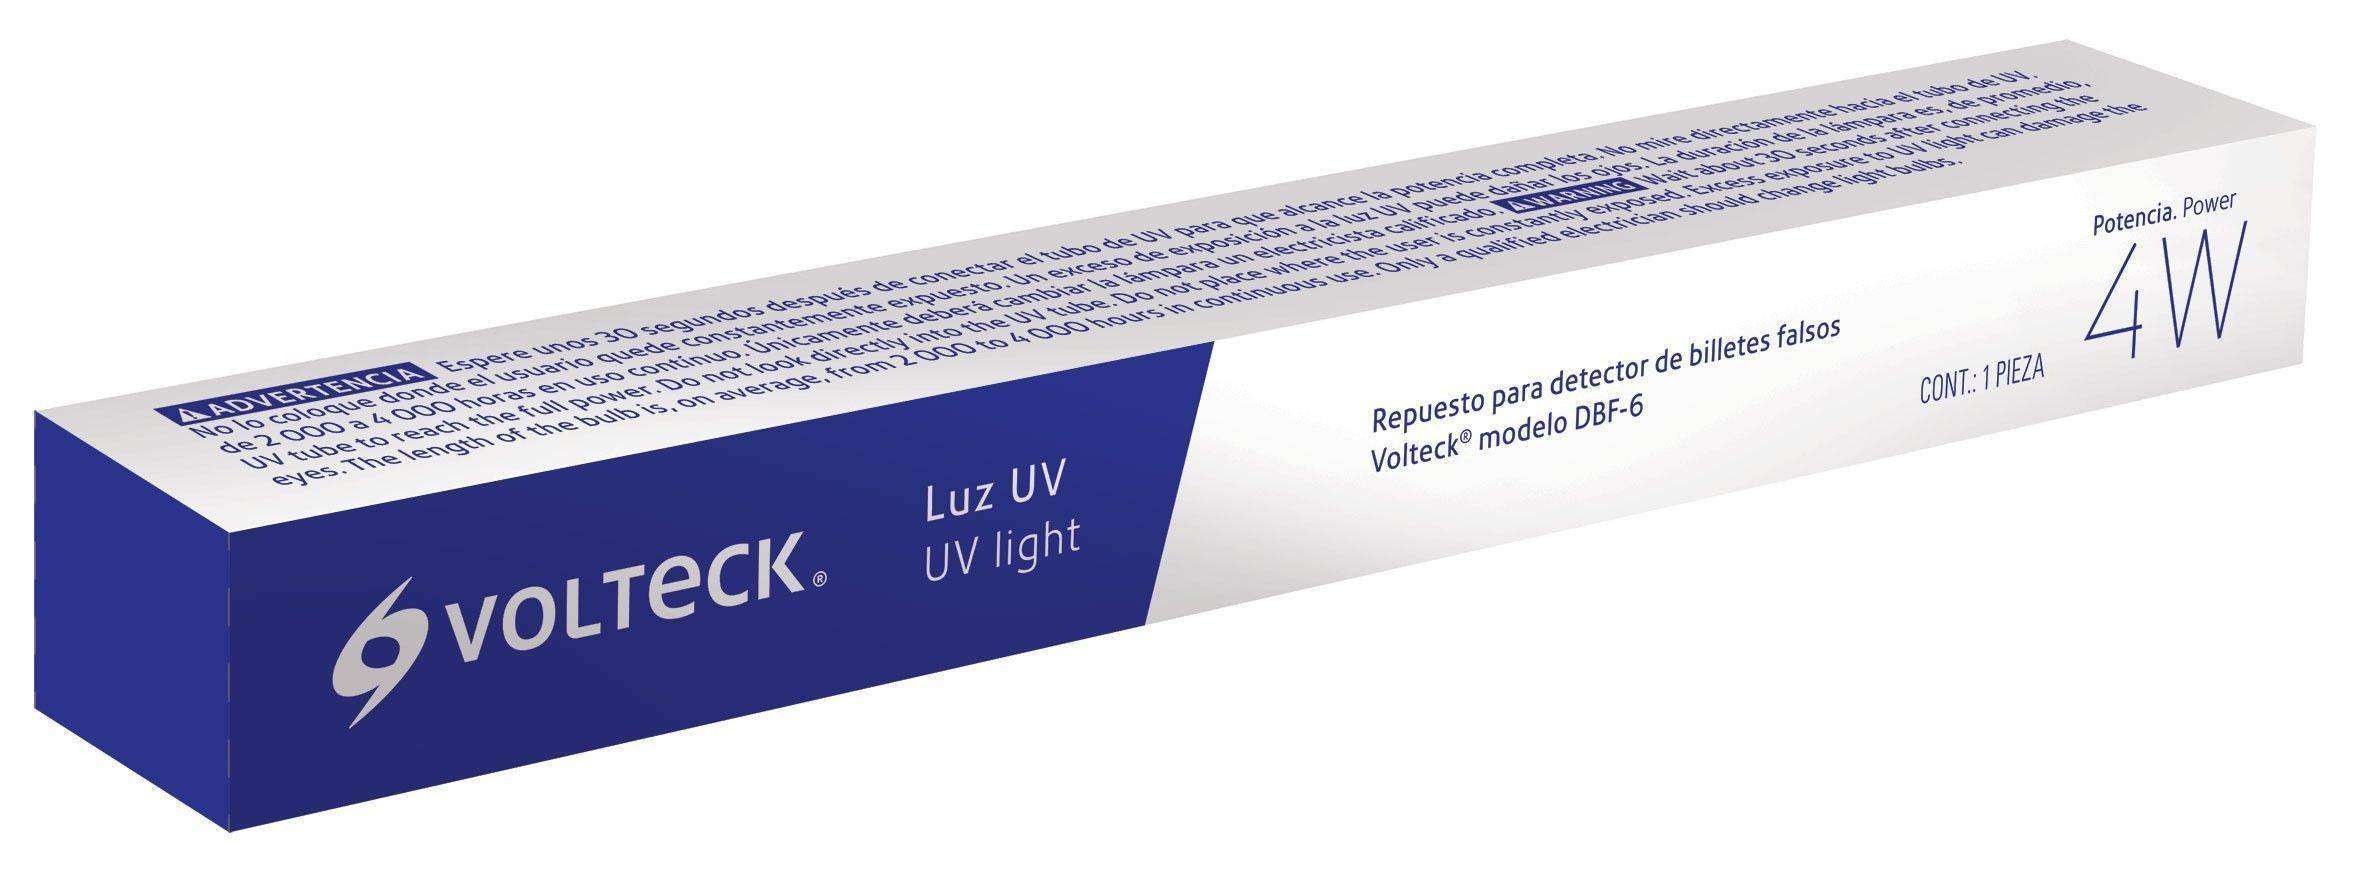 ⚠ ADVERTENCIA Espere unos 30 segundos después de conectar el tubo de UV para que alcance la potencia completa. No mire directamente hacia el tubo de UV.
No lo coloque donde el usuario quede constantemente expuesto. Un exceso de exposición a la luz UV puede dañar los ojos. La duración de la lámpara es, de promedio,
de 2 000 a 4 000 horas en uso contínuo. Únicamente deberá cambiar la lámpara un electricista calificado. ⚠ WARNING Wait about 30 seconds after connecting the
UV tube to reach the full power. Do not look directly into the UV tube. Do not place where the user is constantly exposed. Excess exposure to UV light can damage the
eyes. The length of the bulb is, on average, from 2 000 to 4 000 hours in continuous use. Only a qualified electrician should change light bulbs.
VOLTECK®
Luz UV
UV light
Repuesto para detector de billetes falsos
Volteck® modelo DBF-6
CONT.: 1 PIEZA
Potencia. Power
4W